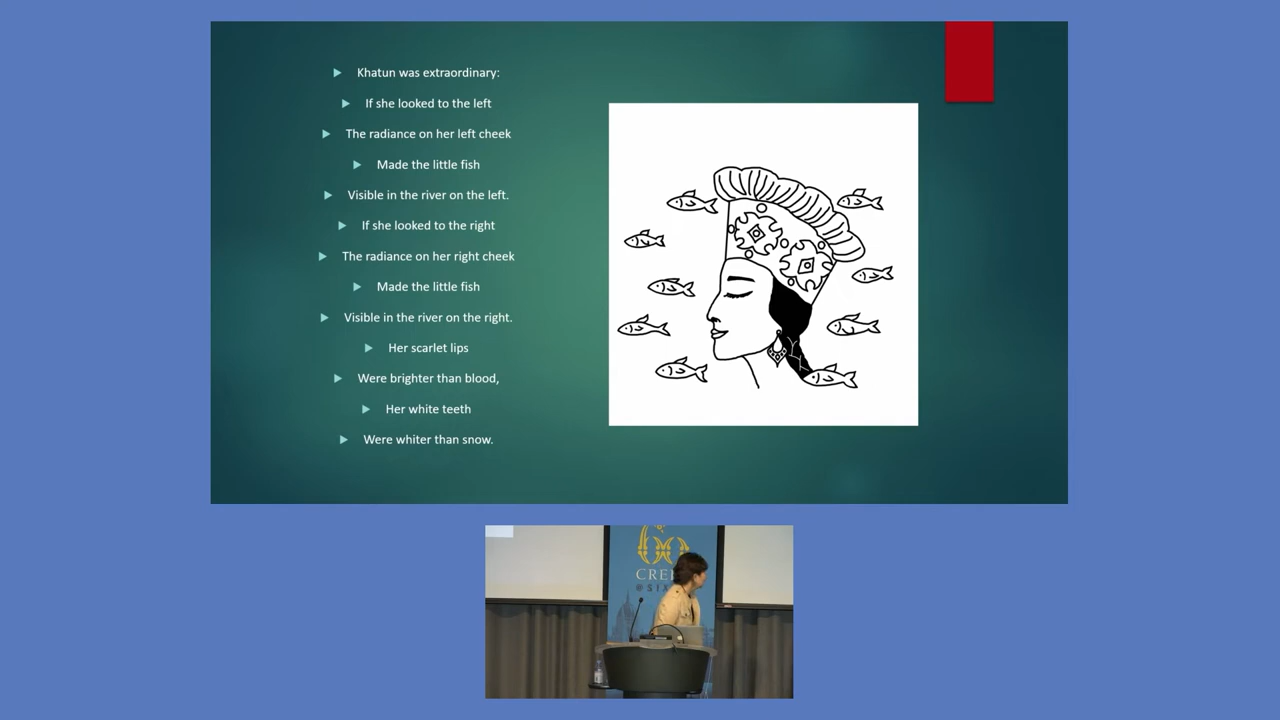 Khatun was extraordinary:
If she looked to the left
The radiance on her left cheek
Made the little fish
Visible in the river on the left.
If she looked to the right
The radiance on her right cheek
Made the little fish
Visible in the river on the right.
Her scarlet lips
Were brighter than blood,
Her white teeth
Were whiter than snow.